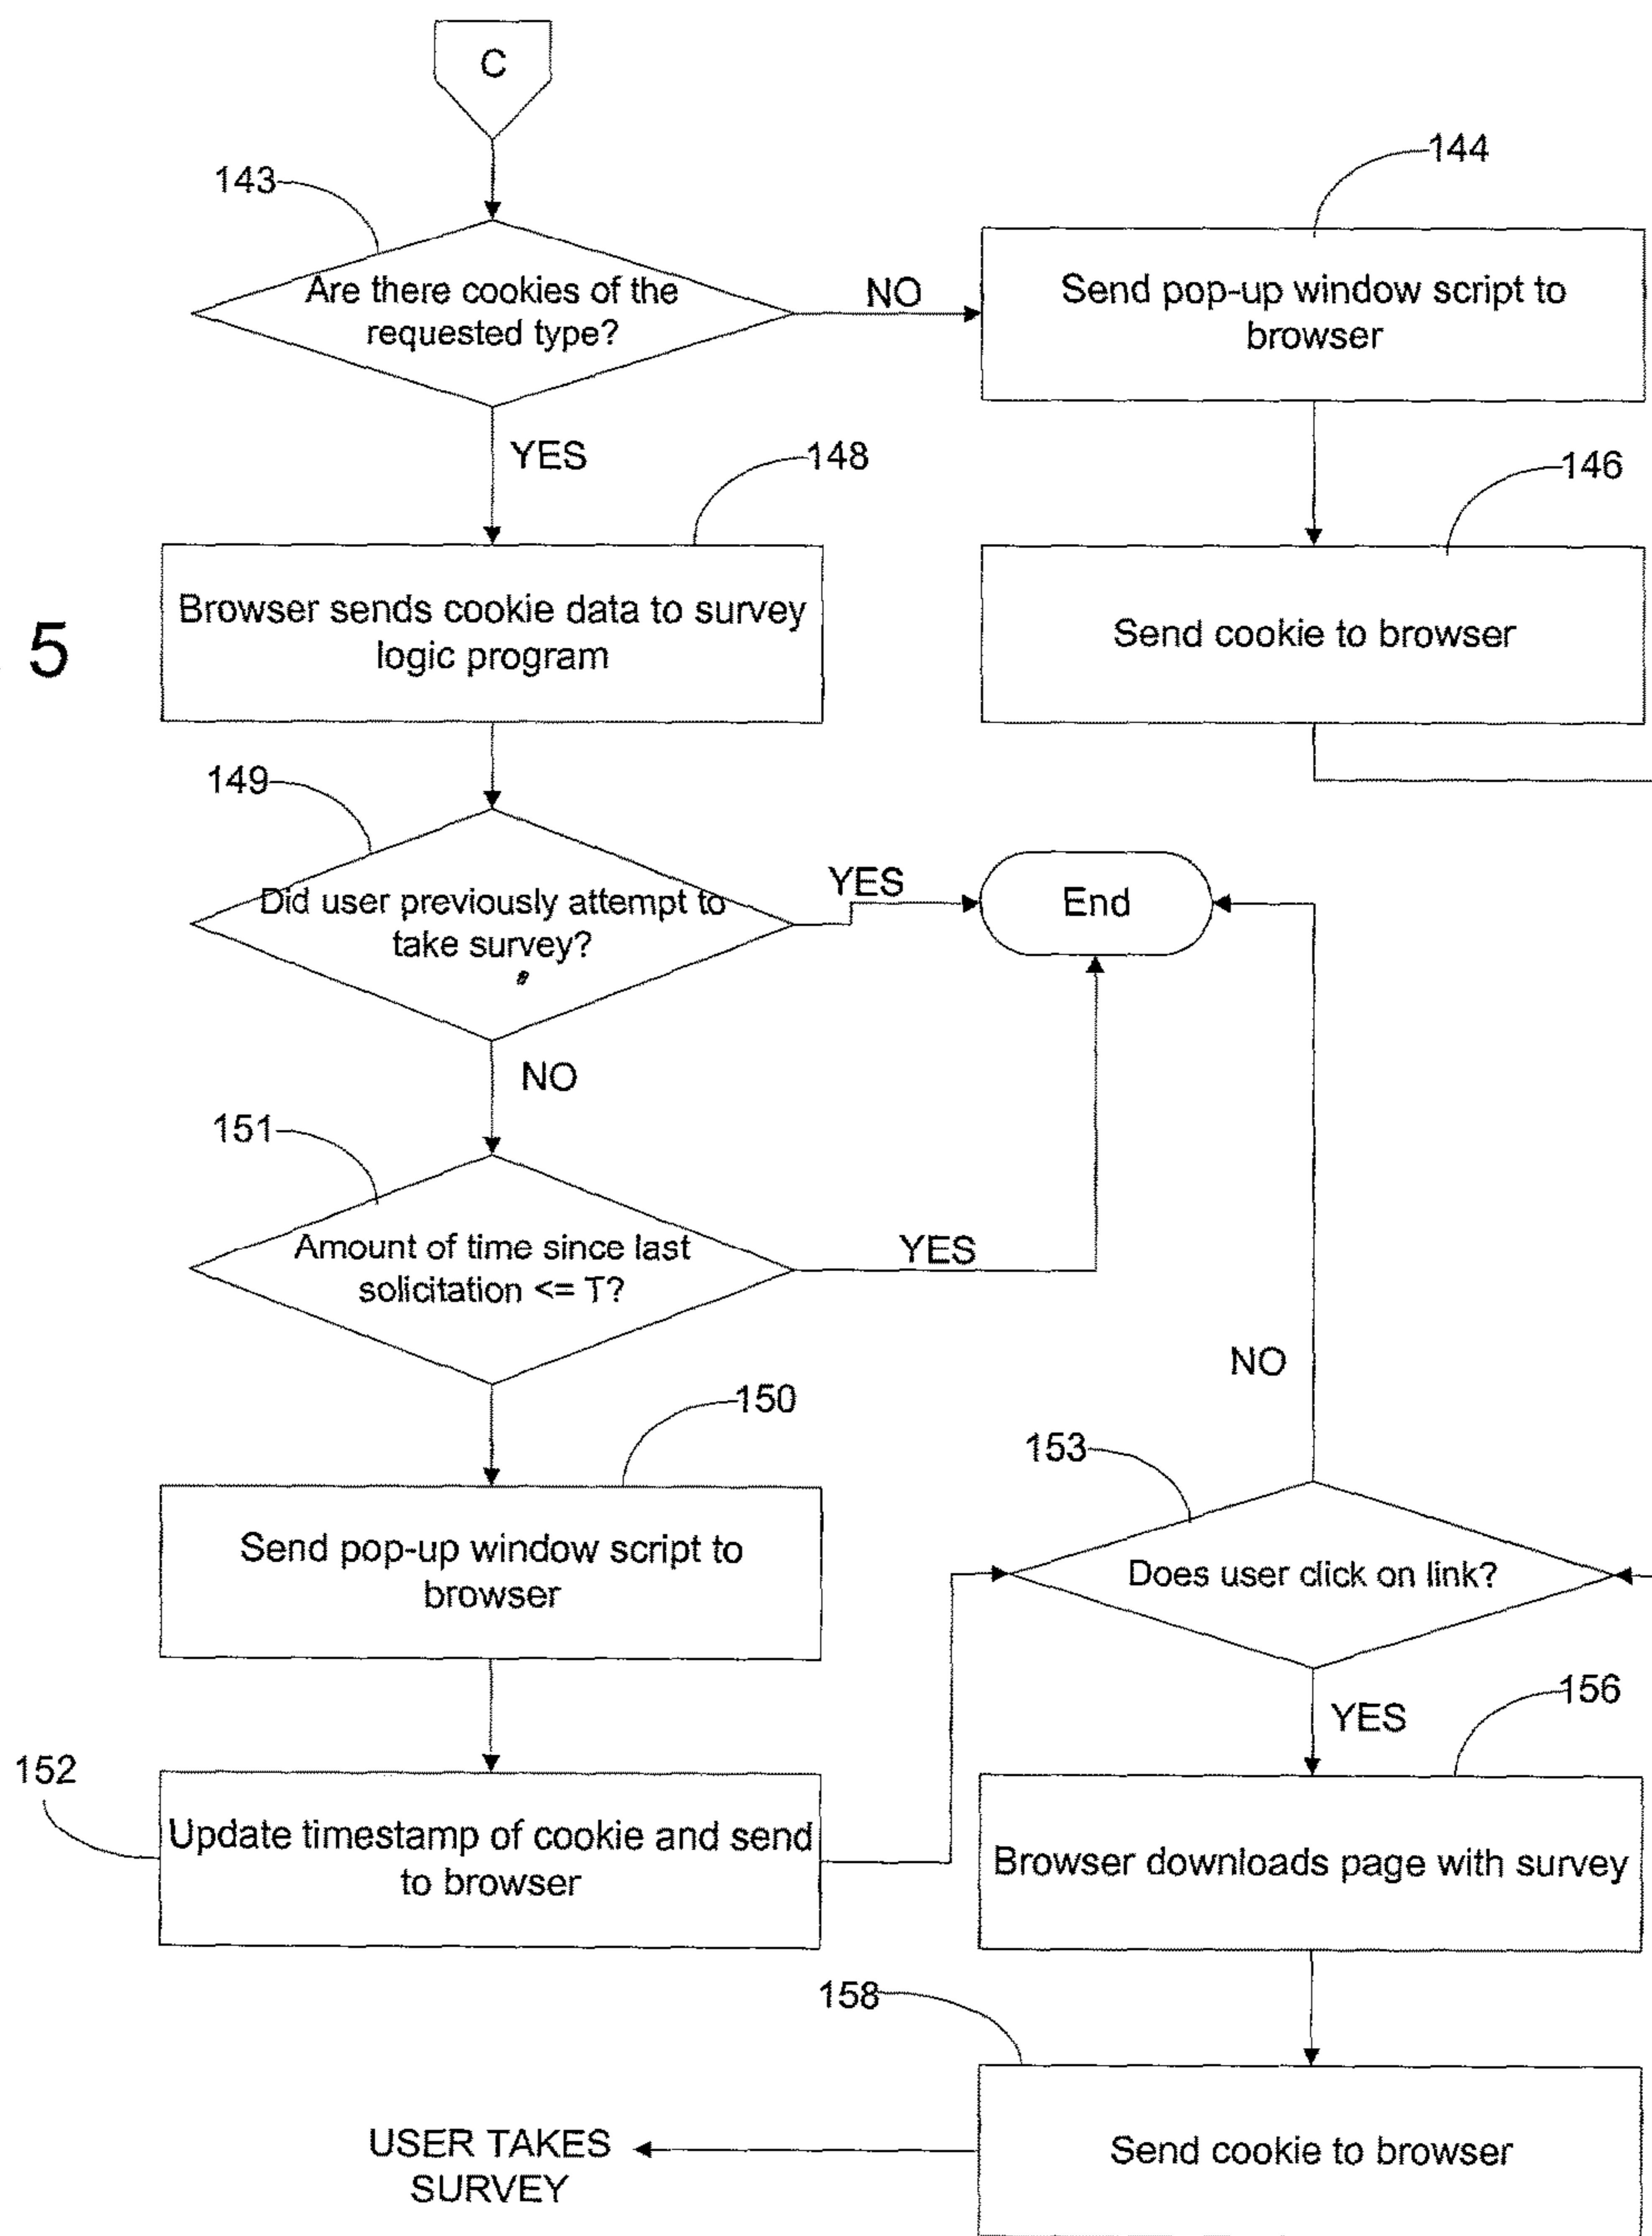 C
143
144
Are there cookies of the
requested type?
NO
Send pop-up window script to
browser
YES
148
146
5
Browser sends cookie data to survey
logic program
Send cookie to browser
149
Did user previously attempt to
take survey?
YES
End
NO
151
Amount of time since last
solicitation <= T?
YES
NO
150
153
Send pop-up window script to
browser
Does user click on link?
156
YES
152
Update timestamp of cookie and send
to browser
Browser downloads page with survey
158
USER TAKES
SURVEY
Send cookie to browser